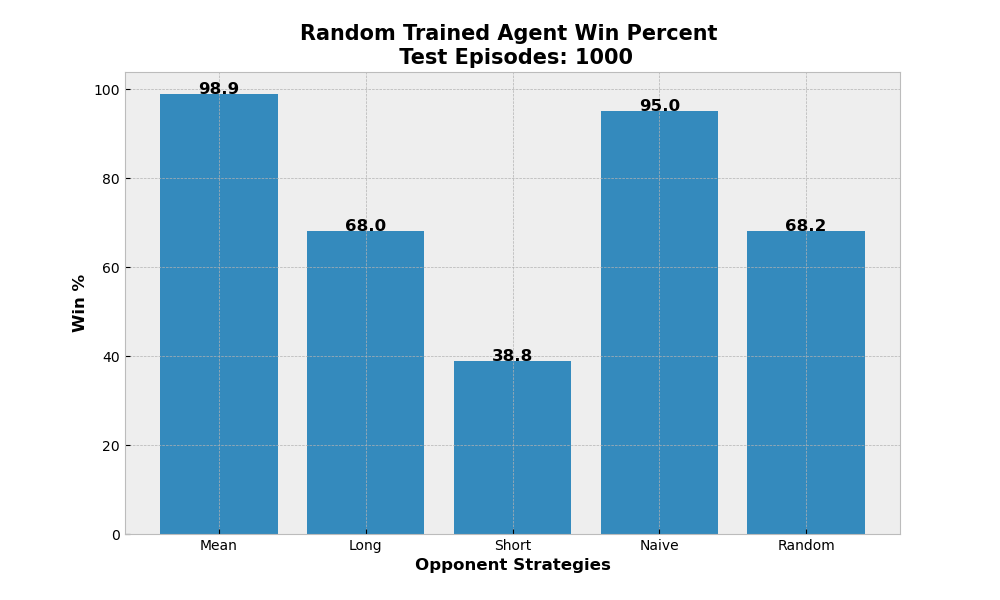 Random Trained Agent Win Percent
Test Episodes: 1000
98.9
95.0
68.0
68.2
38.8
100
80
60
40
20
0
Win %
Mean Long Short Naive Random
Opponent Strategies